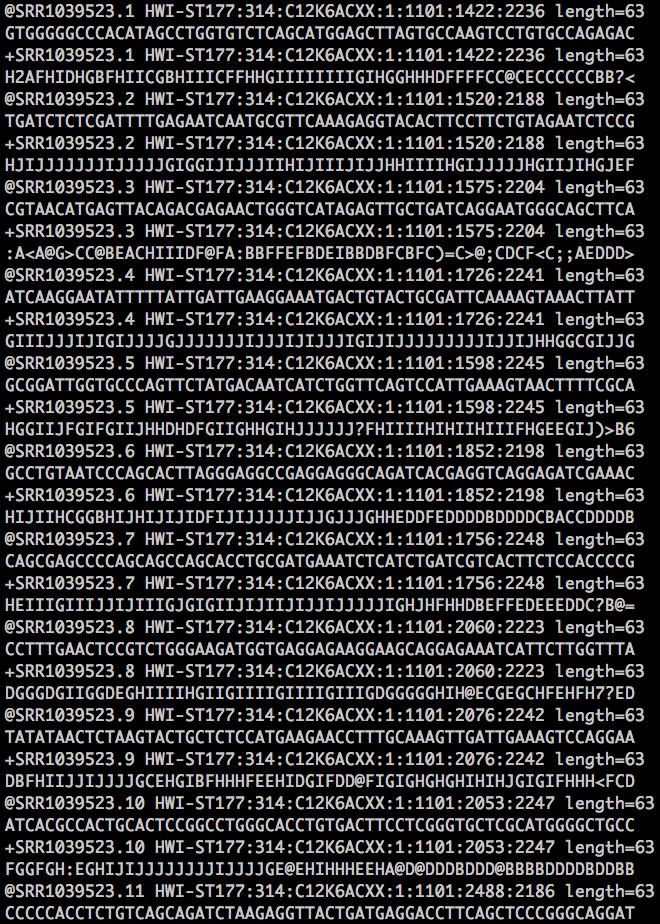 @SRR1039523.1 HWI-ST177:314:C12K6ACXX:1:1101:1422:2236 length=63
GTGGGGGCCCACATAGCCTGGTGTCTCAGCATGGAGCTTAGTGCCAAGTCCTGTGCCAGAGAC
+SRR1039523.1 HWI-ST177:314:C12K6ACXX:1:1101:1422:2236 length=63
H2AFHIDHGBFHIICGBHIIICFFHHGIIIIIIIIGIHGGHHHDFFFFCC@CECCCCCCBB?<
@SRR1039523.2 HWI-ST177:314:C12K6ACXX:1:1101:1520:2188 length=63
TGATCTCTCGATTTTGAGAATCAATGCGTTCAAAGAGGTACACTTCCTTCTGTAGAATCTCCG
+SRR1039523.2 HWI-ST177:314:C12K6ACXX:1:1101:1520:2188 length=63
HJIJJJJJJJIJJJJJGIGGIJIJJJIIHIJIIIJIJJHHIIIIHGIJJJJJHGIIJIHGJEF
@SRR1039523.3 HWI-ST177:314:C12K6ACXX:1:1101:1575:2204 length=63
CGTAACATGAGTTACAGACGAGAACTGGGTCATAGAGTTGCTGATCAGGAATGGGCAGCTTCA
+SRR1039523.3 HWI-ST177:314:C12K6ACXX:1:1101:1575:2204 length=63
:A<A@G>CC@BEACHIIIDF@FA:BBFFEFBDEIBBDBFCBFC)=C>@;CDCF<C;;AEDDD>
@SRR1039523.4 HWI-ST177:314:C12K6ACXX:1:1101:1726:2241 length=63
ATCAAGGAATATTTTTATTGATTGAAGGAAATGACTGTACTGCGATTCAAAAGTAAACTTATT
+SRR1039523.4 HWI-ST177:314:C12K6ACXX:1:1101:1726:2241 length=63
GIIIJJJIJIGIJJJJGJJJJJJJIJJJIJIJJJIGIJIJJJJJJJJJJIJJIJHHGGCGIJJG
@SRR1039523.5 HWI-ST177:314:C12K6ACXX:1:1101:1598:2245 length=63
GCGGATTGGTGCCCAGTTCTATGACAATCATCTGGTTCAGTCCATTGAAAGTAACTTTTCGCA
+SRR1039523.5 HWI-ST177:314:C12K6ACXX:1:1101:1598:2245 length=63
HGGIIJFGIFGIIJHHDHDFGIIGHHGIHJJJJJJ?FHIIIIHIHIIHIIIFHGEEGIJ)>B6
@SRR1039523.6 HWI-ST177:314:C12K6ACXX:1:1101:1852:2198 length=63
GCCTGTAATCCCAGCACTTAGGGAGGCCGAGGAGGGCAGATCACGAGGTCAGGAGATCGAAAC
+SRR1039523.6 HWI-ST177:314:C12K6ACXX:1:1101:1852:2198 length=63
HIJIIHCGGBHIJHIJIJIDFIJIJJJJJIJJGJJJGHHEDDFEDDDDBDDDDCBACCDDDDB
@SRR1039523.7 HWI-ST177:314:C12K6ACXX:1:1101:1756:2248 length=63
CAGCGAGCCCCAGCAGCCAGCACCTGCGATGAAATCTCATCTGATCGTCACTTCTCCACCCCG
+SRR1039523.7 HWI-ST177:314:C12K6ACXX:1:1101:1756:2248 length=63
HEIIIGIIIJJIJIIIGJGIGIIJIJIIJIJJIJJJJJIGHJHFHHDBEFFEDEEEDDC?B@=
@SRR1039523.8 HWI-ST177:314:C12K6ACXX:1:1101:2060:2223 length=63
CCTTTGAACTCCGTCTGGGAAGATGGTGAGGAGAAGGAAGCAGGAGAAATCATTCTTGGTTTA
+SRR1039523.8 HWI-ST177:314:C12K6ACXX:1:1101:2060:2223 length=63
DGGGDGIIGGDEGHIIIIHGIIGIIIIGIIIIGIIIGDGGGGGHIH@ECGEGCHFEHFH7?ED
@SRR1039523.9 HWI-ST177:314:C12K6ACXX:1:1101:2076:2242 length=63
TATATAACTCTAAGTACTGCTCTCCATGAAGAACCTTTGCAAAGTTGATTGAAAGTCCAGGAA
+SRR1039523.9 HWI-ST177:314:C12K6ACXX:1:1101:2076:2242 length=63
DBFHIIJJIJJJJGCEHGIBFHHHFEEHIDGIFDD@FIGIGHGHGHIHIHJGIGIFHHH<FCD
@SRR1039523.10 HWI-ST177:314:C12K6ACXX:1:1101:2053:2247 length=63
ATCACGCCACTGCACTCCGGCCTGGGCACCTGTGACTTCCTCGGGTGCTCGCATGGGGCTGCC
+SRR1039523.10 HWI-ST177:314:C12K6ACXX:1:1101:2053:2247 length=63
FGGFGH:EGHIJIJJJJJJJJIJJJJGE@EHIHHHEEHA@D@DDDBDDD@BBBBDDDDBDDBB
@SRR1039523.11 HWI-ST177:314:C12K6ACXX:1:1101:2488:2186 length=63
CCCCCACCTCTGTCAGCAGATCTAAGAGGTTACTGATGAGGACCTTCAGCTCCCGGGCAGGAT